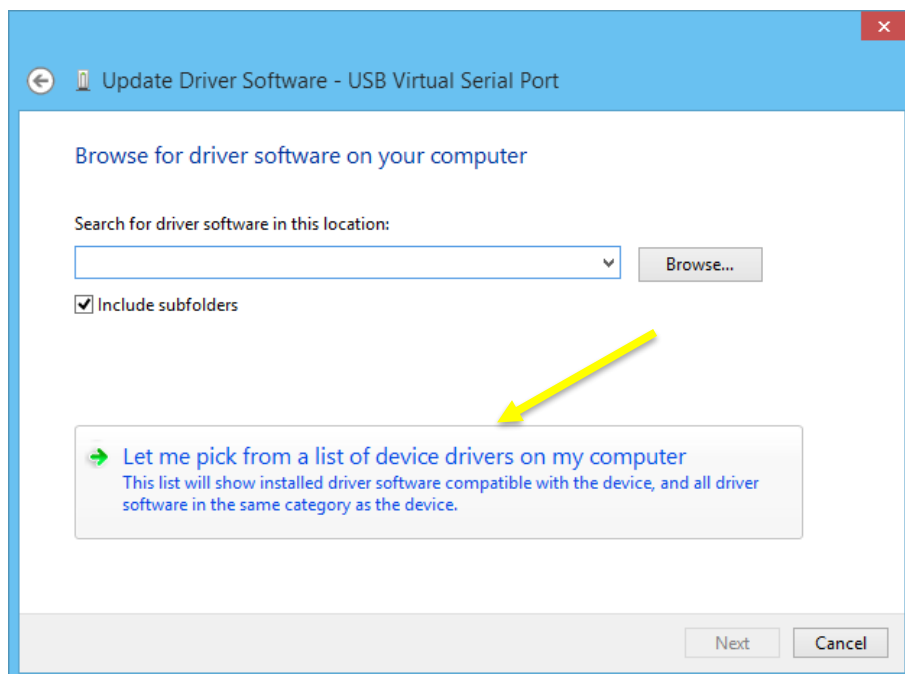 Update Driver Software - USB Virtual Serial Port
Browse for driver software on your computer
Search for driver software in this location:
Browse...
Include subfolders
Let me pick from a list of device drivers on my computer
This list will show installed driver software compatible with the device, and all driver
software in the same category as the device.
Next
Cancel